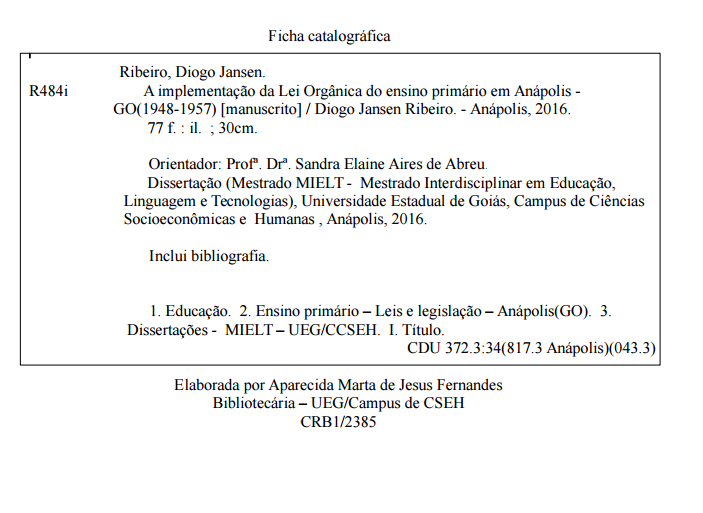 Ficha catalográfica
Ribeiro, Diogo Jansen.
R484i A implementação da Lei Orgânica do ensino primário em Anápolis -
GO(1948-1957) [manuscrito] / Diogo Jansen Ribeiro. - Anápolis, 2016.
77 f. : il. ; 30cm.
Orientador: Profª. Drª. Sandra Elaine Aires de Abreu.
Dissertação (Mestrado MIELT - Mestrado Interdisciplinar em Educação,
Linguagem e Tecnologias), Universidade Estadual de Goiás, Campus de Ciências
Socioeconômicas e Humanas , Anápolis, 2016.
Inclui bibliografia.
1. Educação. 2. Ensino primário – Leis e legislação – Anápolis(GO). 3.
Dissertações - MIELT – UEG/CCSEH. I. Título.
CDU 372.3:34(817.3 Anápolis)(043.3)
Elaborada por Aparecida Marta de Jesus Fernandes
Bibliotecária – UEG/Campus de CSEH
CRB1/2385